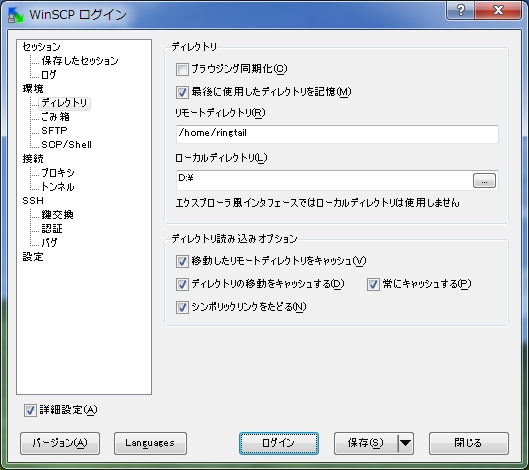 WinSCP ログイン
セッション
保存したセッション
ログ
環境
ディレクトリ
ごみ箱
SFTP
SCP/Shell
接続
プロキシ
トンネル
SSH
鍵交換
認証
バグ
設定
詳細設定(A)
ディレクトリ
ブラウジング同期化(C)
最後に使用したディレクトリを記憶(M)
リモートディレクトリ(R)
/home/ringtail
ローカルディレクトリ(L)
D:¥
...
エクスプローラ風インタフェースではローカルディレクトリは使用しません
ディレクトリ読み込みオプション
移動したリモートディレクトリをキャッシュ(V)
ディレクトリの移動をキャッシュする(D) 常にキャッシュする(P)
シンボリックリンクをたどる(N)
バージョン(A) Languages ログイン 保存(S) 閉じる